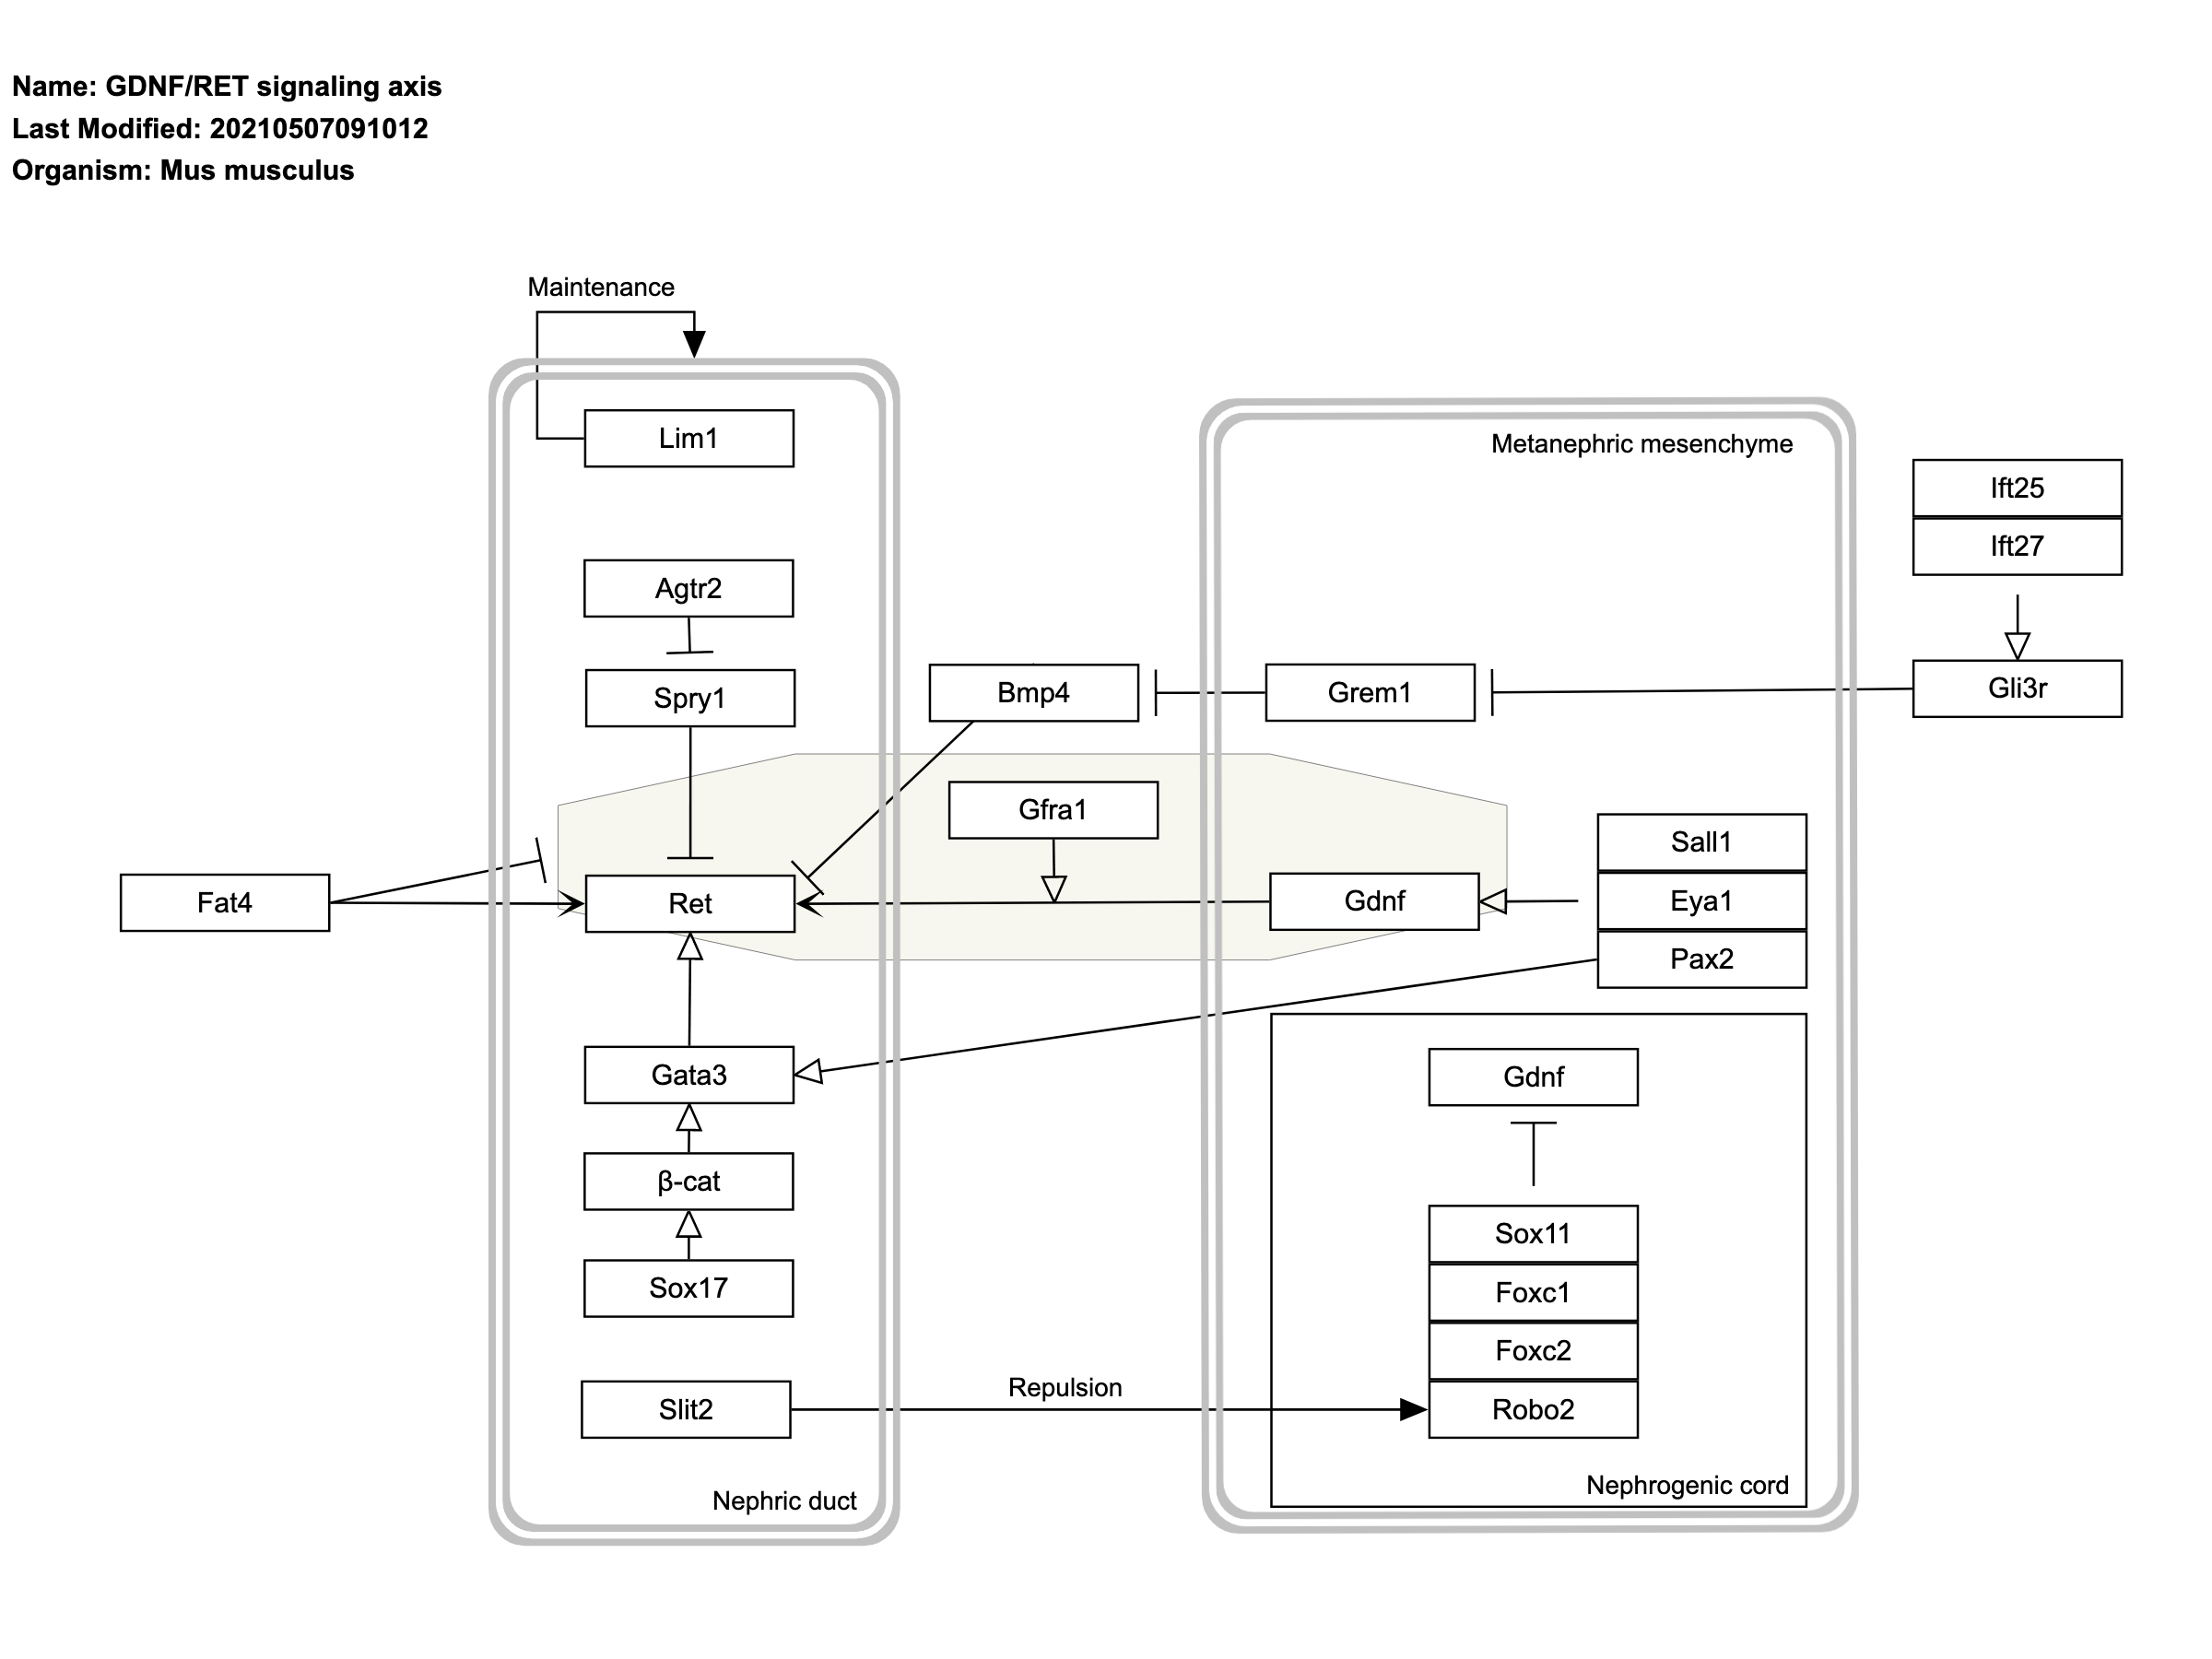 Name: GDNF/RET signaling axis
Last Modified: 20210507091012
Organism: Mus musculus
Maintenance
Lim1
Metanephric mesenchyme
Ift25
Ift27
Agtr2
Spry1
Bmp4
Grem1
Gli3r
Gfra1
Sall1
Fat4
Ret
Gdnf
Eya1
Pax2
Gata3
Gdnf
β-cat
Sox11
Sox17
Foxc1
Foxc2
Repulsion
Slit2
Robo2
Nephric duct
Nephrogenic cord